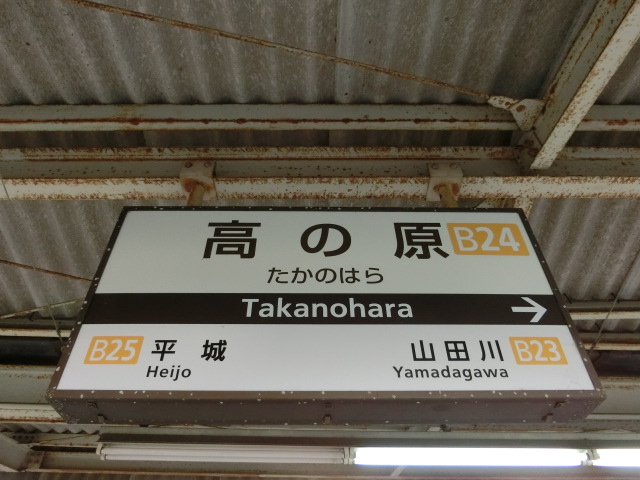 高の原 B24
たかのはら
Takanohara →
B25 平城 山田川 B23
Heijo Yamadagawa